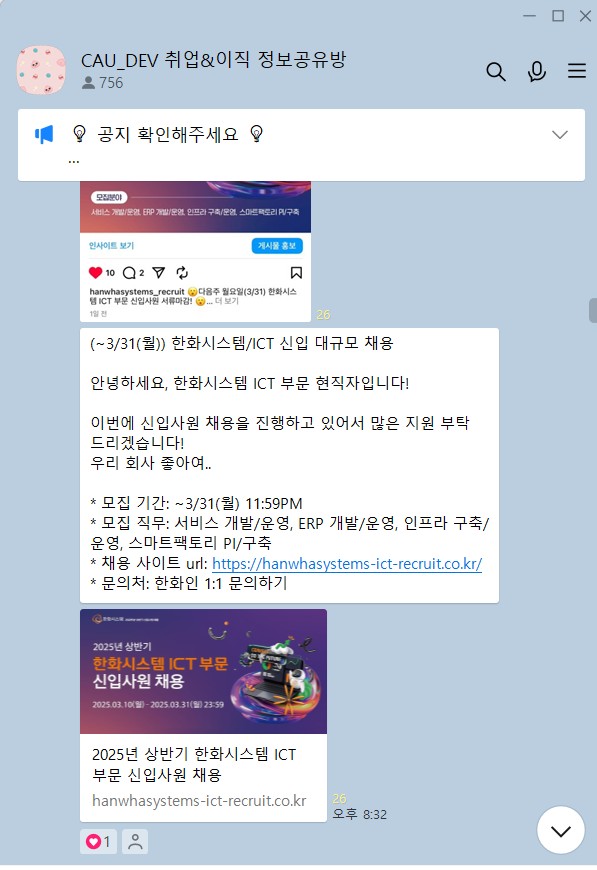 CAU_DEV 취업&이직 정보공유방
756
공지 확인해주세요
...
모집분야
서비스 개발/운영, ERP 개발/운영, 인프라 구축/운영, 스마트팩토리 PI/구축
인사이트 보기
게시물 홍보
10
2
hanwhasystems_recruit 😮다음주 월요일(3/31) 한화시스
템 ICT 부문 신입사원 서류마감! 😮... 더 보기
1일 전
26
(~3/31(월)) 한화시스템/ICT 신입 대규모 채용
안녕하세요, 한화시스템 ICT 부문 현직자입니다!
이번에 신입사원 채용을 진행하고 있어서 많은 지원 부탁
드리겠습니다!
우리 회사 좋아여..
* 모집 기간: ~3/31(월) 11:59PM
* 모집 직무: 서비스 개발/운영, ERP 개발/운영, 인프라 구축/
운영, 스마트팩토리 PI/구축
* 채용 사이트 url: https://hanwhasystems-ict-recruit.co.kr/
* 문의처: 한화인 1:1 문의하기
한화시스템
2025년 상반기
한화시스템 ICT 부문
신입사원 채용
2025.03.10(월) - 2025.03.31(월) 23:59
2025년 상반기 한화시스템 ICT
부문 신입사원 채용
hanwhasystems-ict-recruit.co.kr
26
오후 8:32
1